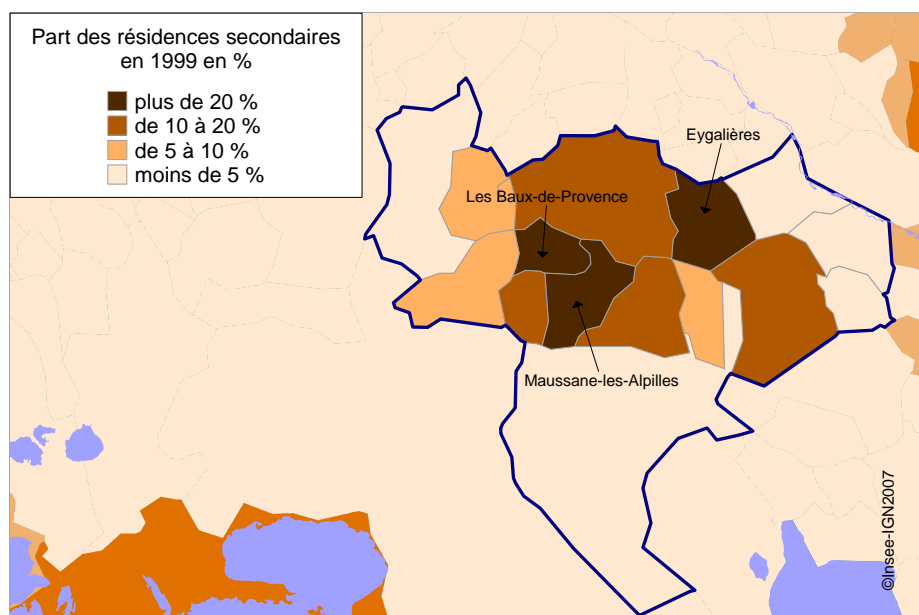 Part des résidences secondaires
en 1999 en %
plus de 20 %
de 10 à 20 %
de 5 à 10 %
moins de 5 %
Eygalières
Les Baux-de-Provence
Maussane-les-Alpilles
©Insee-IGN2007